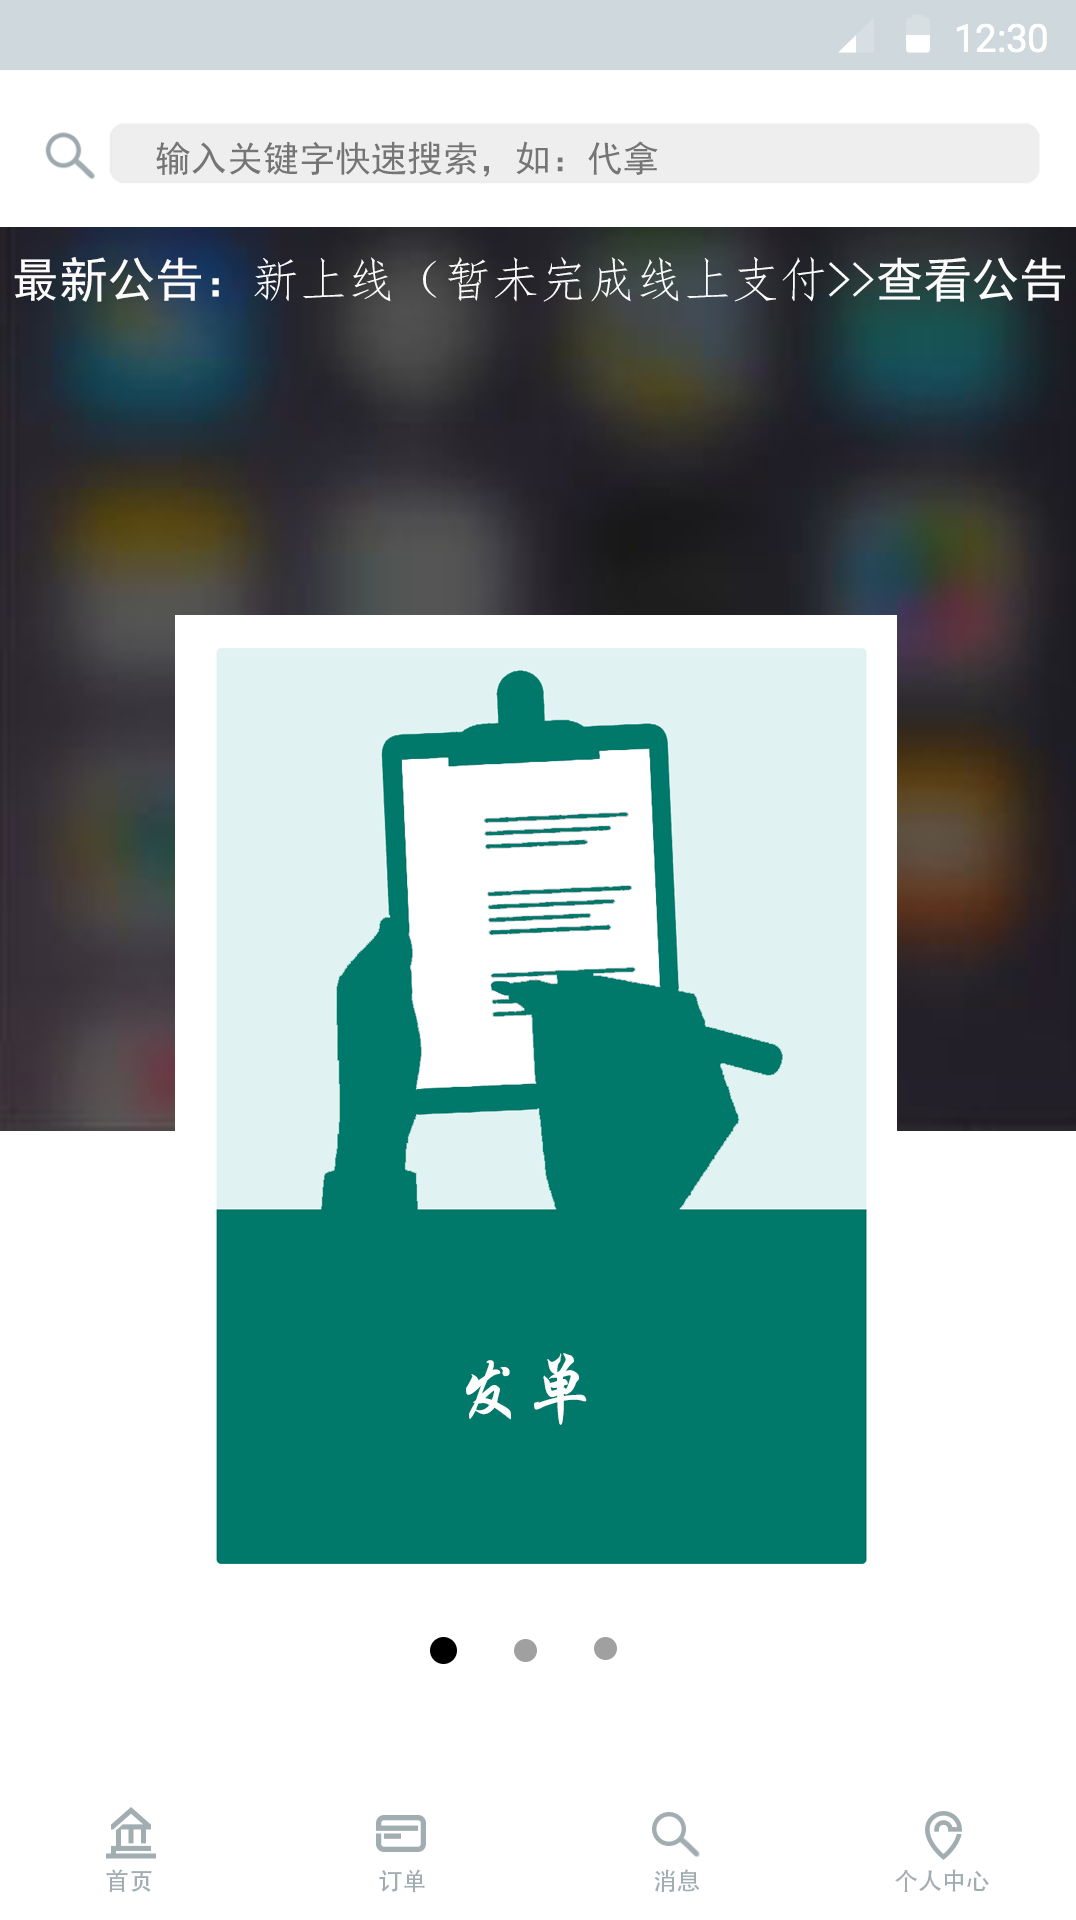 12:30
输入关键字快速搜索，如：代拿
最新公告：新上线（暂未完成线上支付>>查看公告
发单
首页 订单 消息 个人中心